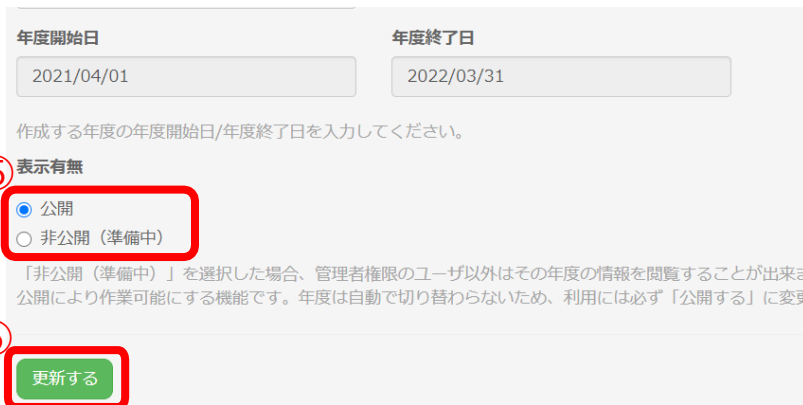 年度開始日 年度終了日
2021/04/01 2022/03/31
作成する年度の年度開始日/年度終了日を入力してください。
表示有無
公開
非公開（準備中）
「非公開（準備中）」を選択した場合、管理者権限のユーザ以外はその年度の情報を閲覧することが出来ま
公開により作業可能にする機能です。年度は自動で切り替わらないため、利用には必ず「公開する」に変更
更新する